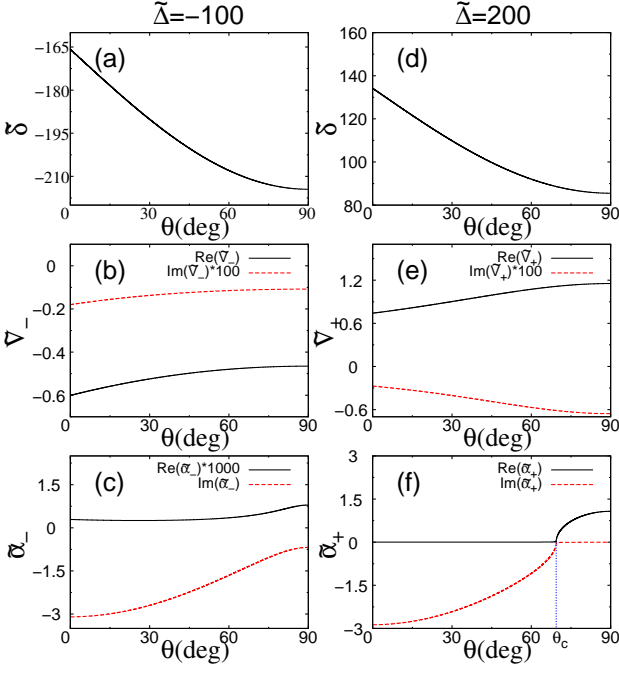 Δ̃=−100
Δ̃=200
(a)
−165
−180
−195
−210
δ̃
0
30
60
90
θ(deg)
(d)
160
140
120
100
80
δ̃
0
30
60
90
θ(deg)
(b)
Re(ṽ₋)
Im(ṽ₋)*100
0
−0.2
−0.4
−0.6
ṽ₋
0
30
60
90
θ(deg)
(e)
Re(ṽ₊)
Im(ṽ₊)*100
1.2
0.6
0
−0.6
ṽ₊
0
30
60
90
θ(deg)
(c)
Re(α̃₋)*1000
Im(α̃₋)
1.5
0
−1.5
−3
α̃₋
0
30
60
90
θ(deg)
(f)
Re(α̃₊)
Im(α̃₊)
3
1.5
0
−1.5
−3
α̃₊
0
30
60
θc
90
θ(deg)